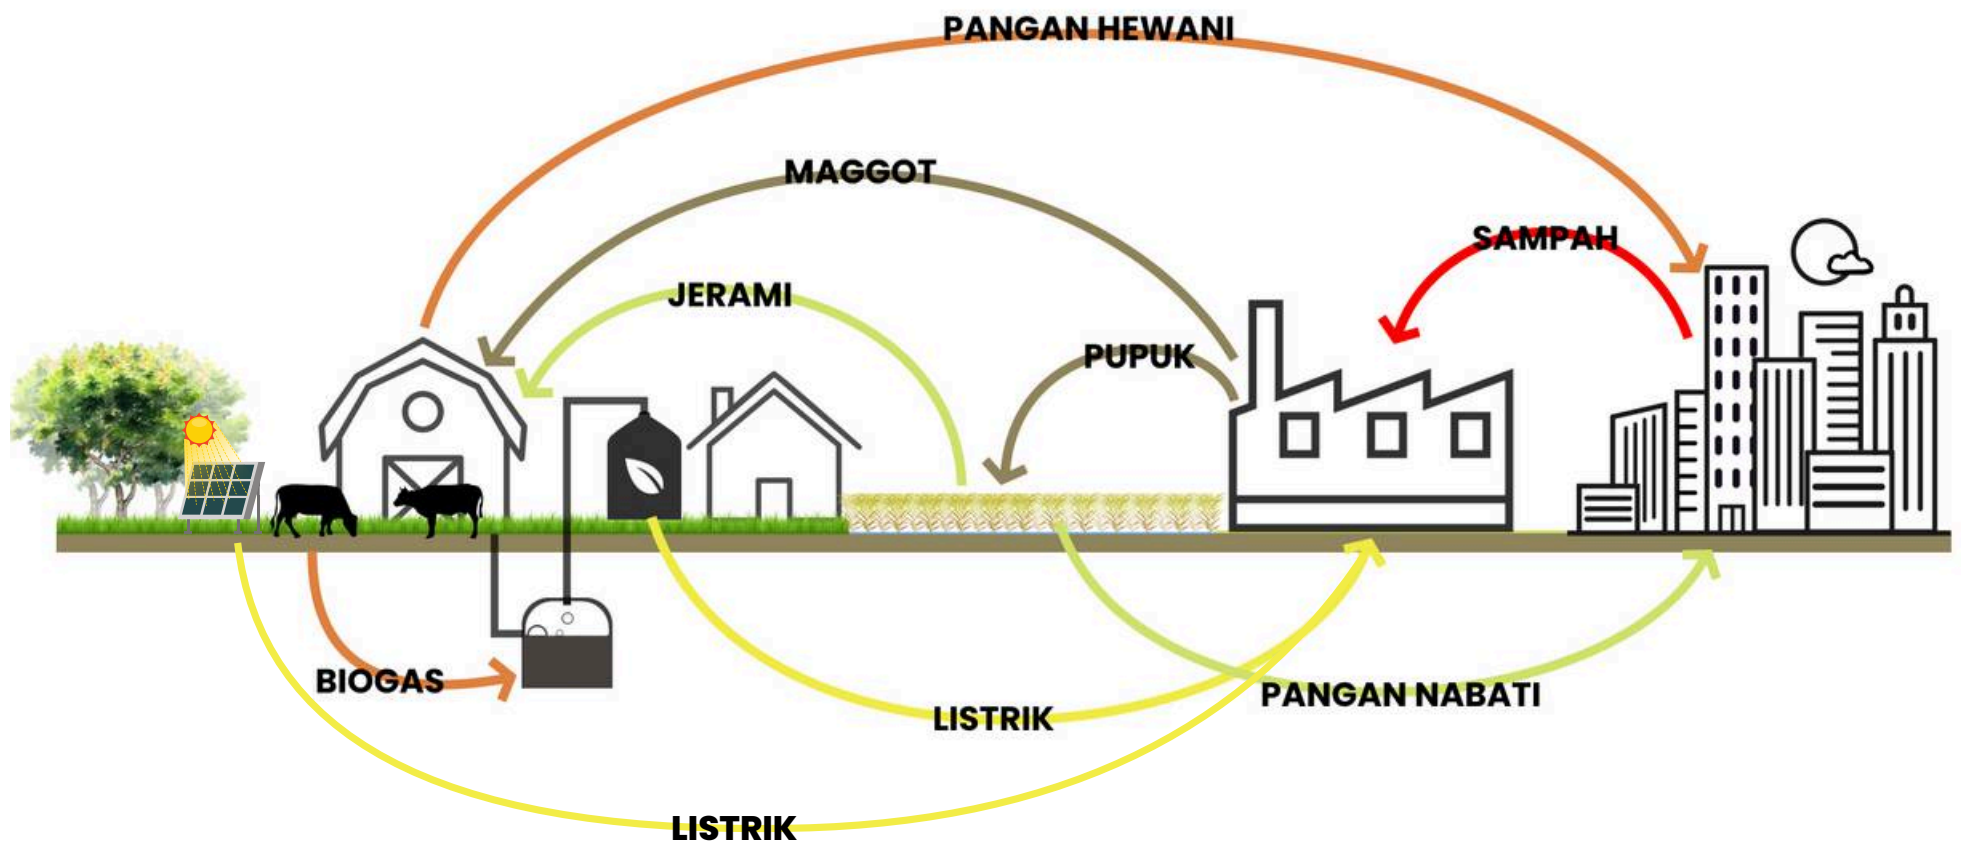 PANGAN HEWANI
MAGGOT
SAMPAH
JERAMI
PUPUK
BIOGAS
PANGAN NABATI
LISTRIK
LISTRIK